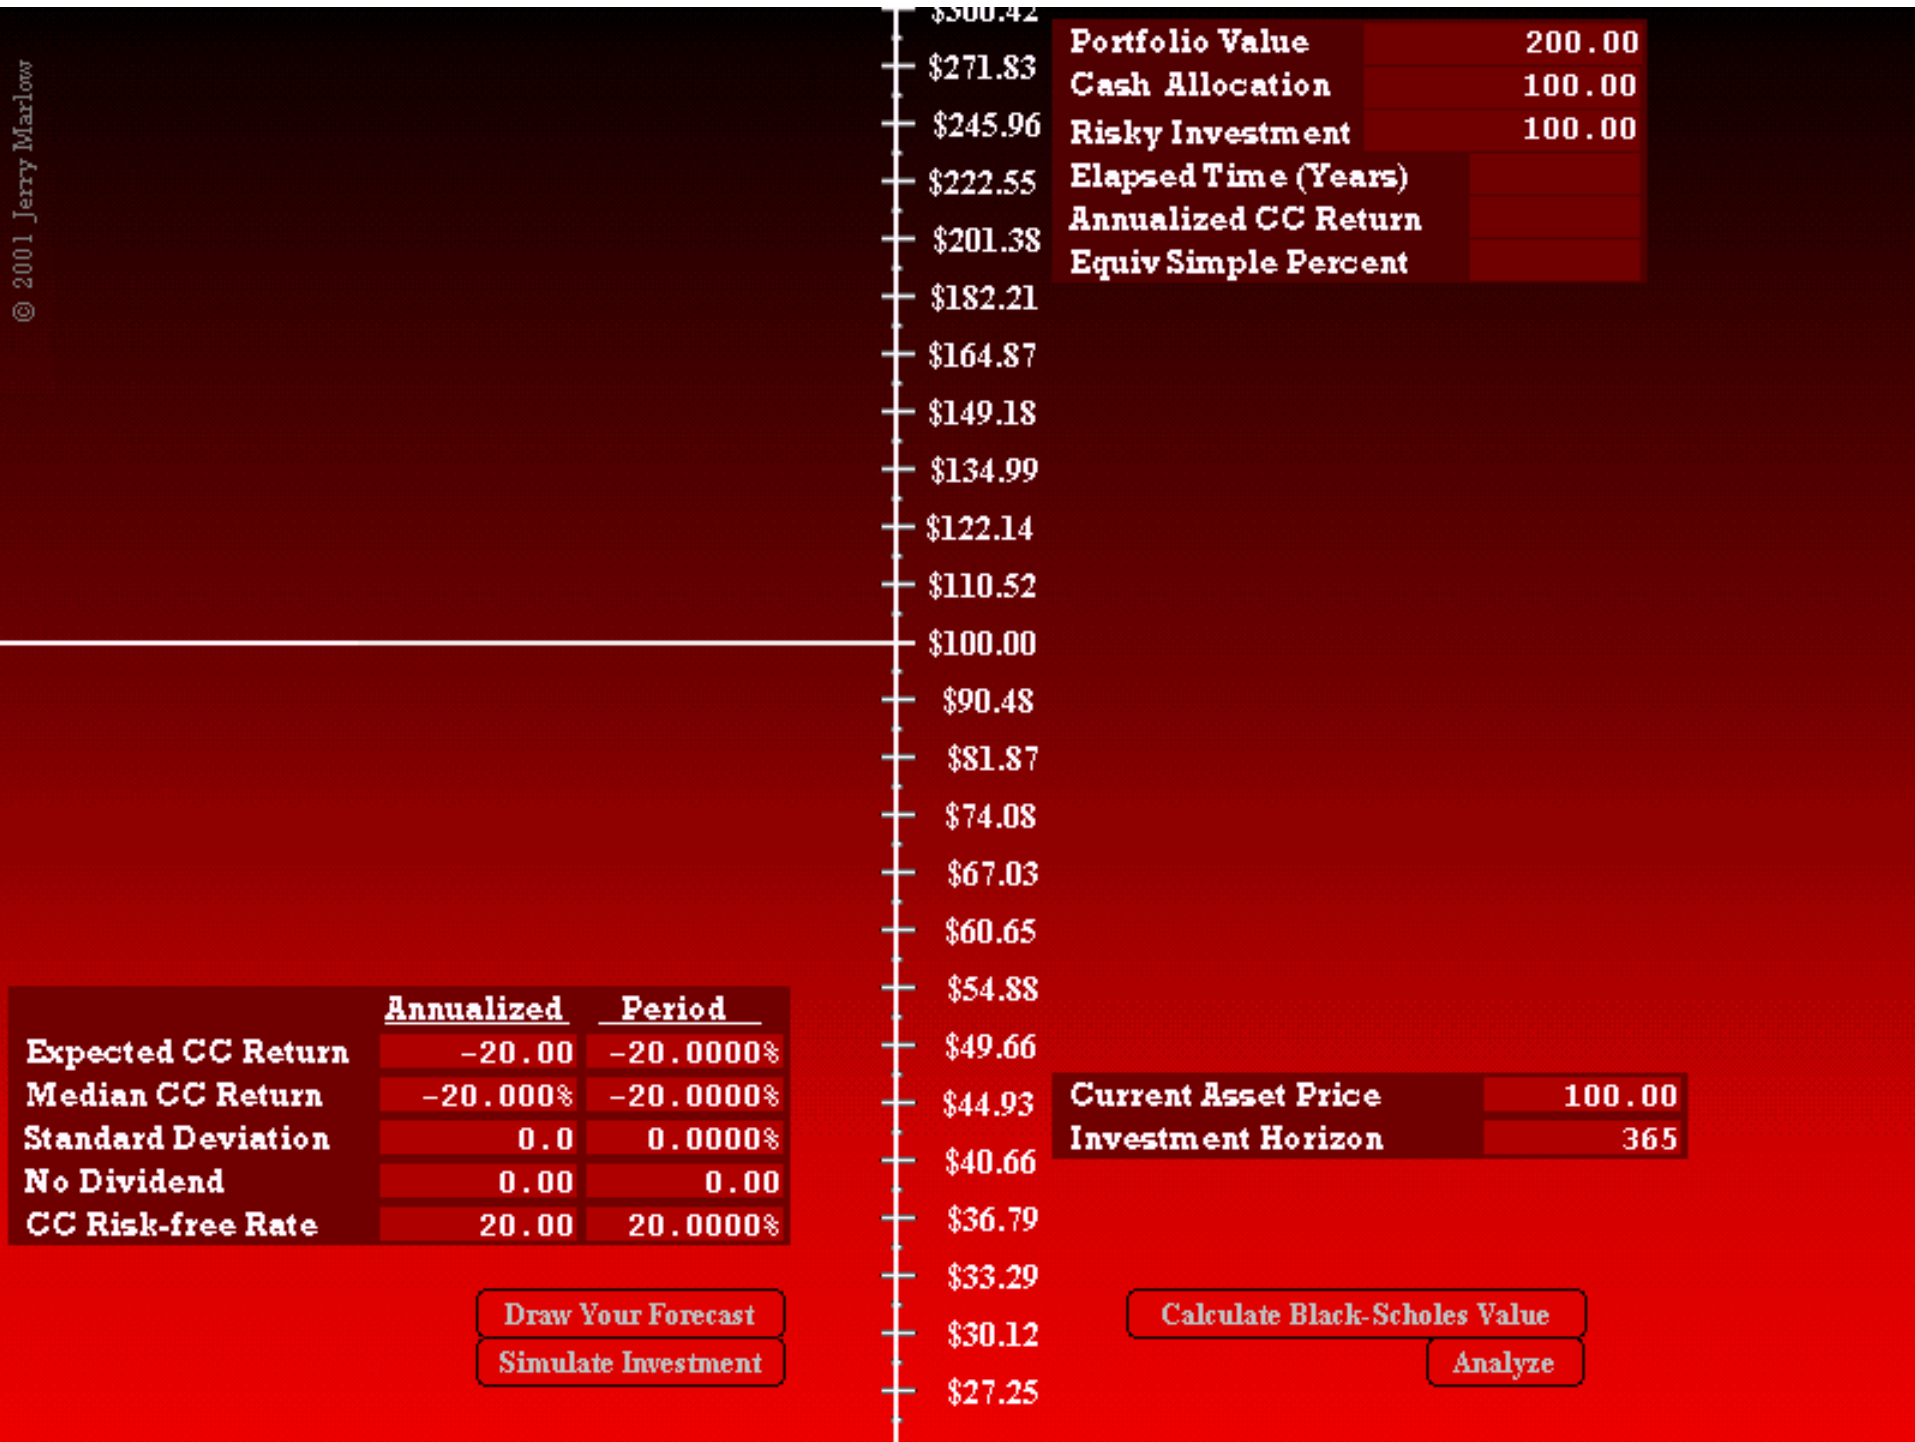 © 2001 Jerry Marlow
$300.42
$271.83
$245.96
$222.55
$201.38
$182.21
$164.87
$149.18
$134.99
$122.14
$110.52
$100.00
$90.48
$81.87
$74.08
$67.03
$60.65
$54.88
$49.66
$44.93
$40.66
$36.79
$33.29
$30.12
$27.25
Portfolio Value 200.00
Cash Allocation 100.00
Risky Investment 100.00
Elapsed Time (Years)
Annualized CC Return
Equiv Simple Percent
Annualized Period
Expected CC Return -20.00 -20.0000%
Median CC Return -20.000% -20.0000%
Standard Deviation 0.0 0.0000%
No Dividend 0.00 0.00
CC Risk-free Rate 20.00 20.0000%
Draw Your Forecast
Simulate Investment
Current Asset Price 100.00
Investment Horizon 365
Calculate Black-Scholes Value
Analyze